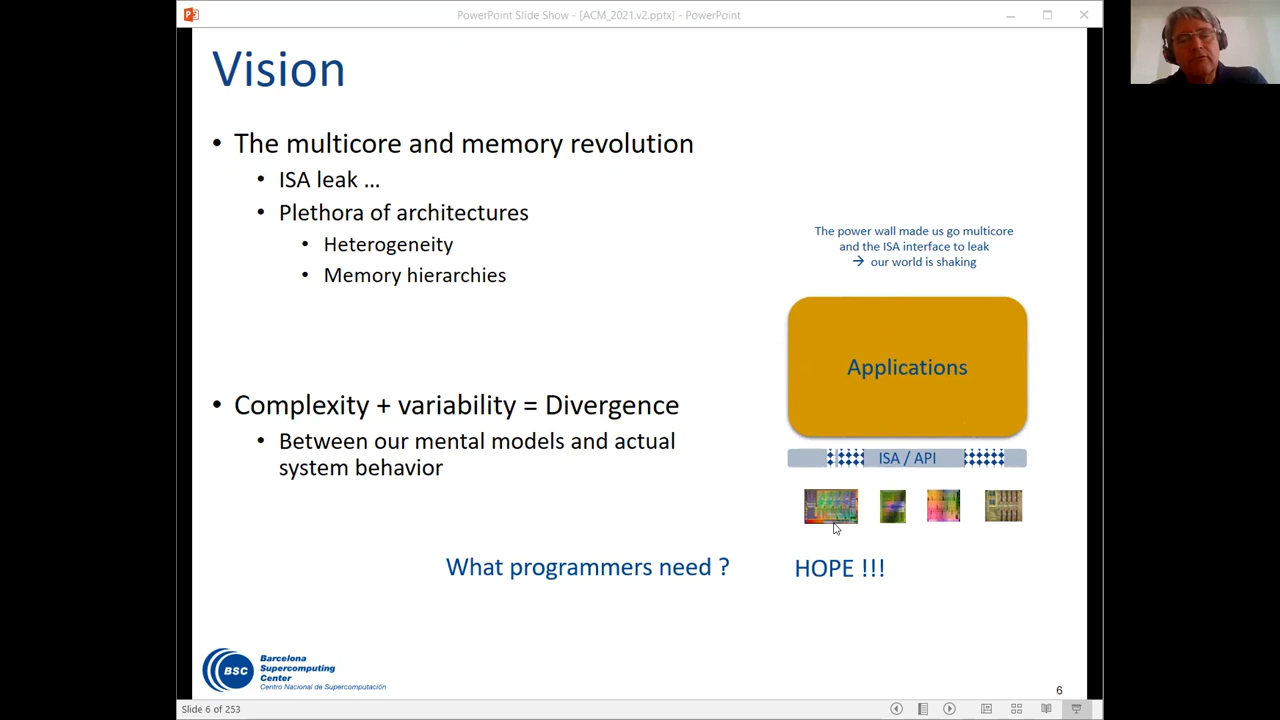 PowerPoint Slide Show - [ACM_2021.v2.pptx] - PowerPoint
Vision
• The multicore and memory revolution
• ISA leak …
• Plethora of architectures
• Heterogeneity
• Memory hierarchies
The power wall made us go multicore
and the ISA interface to leak
→ our world is shaking
Applications
• Complexity + variability = Divergence
• Between our mental models and actual
system behavior
ISA / API
What programmers need ?
HOPE !!!
BSC
Barcelona
Supercomputing
Center
Centro Nacional de Supercomputación
6
Slide 6 of 253